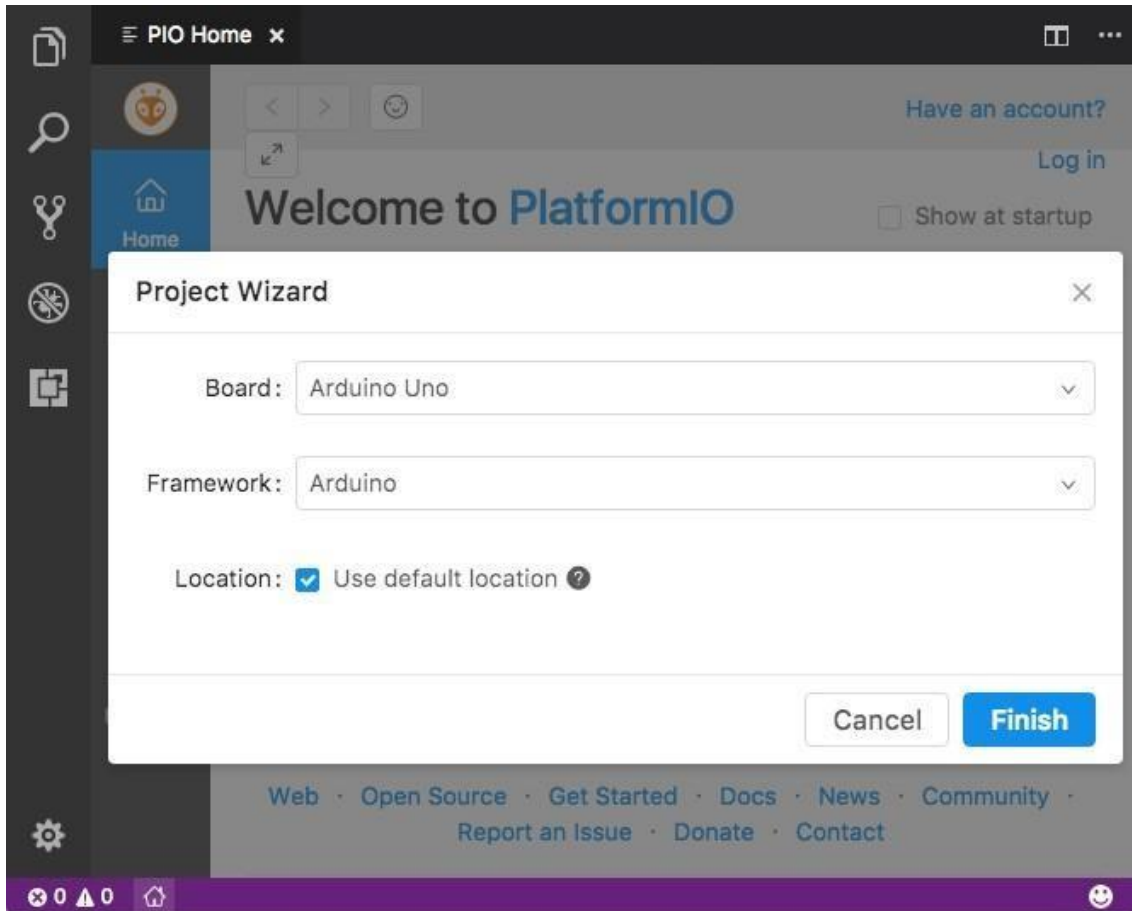 PIO Home
Have an account?
Log in
Welcome to PlatformIO
Show at startup
Home
Project Wizard
Board: Arduino Uno
Framework: Arduino
Location: Use default location ?
Cancel Finish
Web · Open Source · Get Started · Docs · News · Community ·
Report an Issue · Donate · Contact
0 0